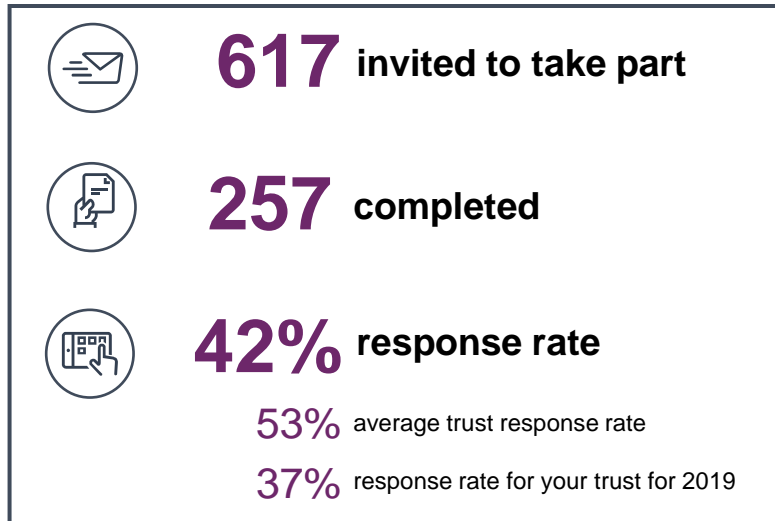 617 invited to take part
257 completed
42% response rate
53% average trust response rate
37% response rate for your trust for 2019